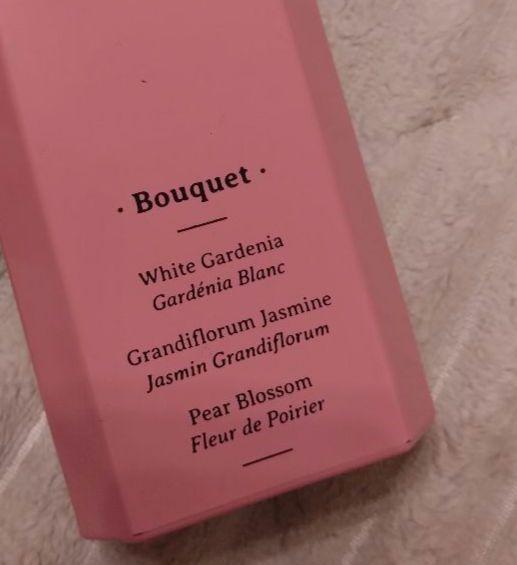 · Bouquet ·
White Gardenia
Gardénia Blanc
Grandiflorum Jasmine
Jasmin Grandiflorum
Pear Blossom
Fleur de Poirier